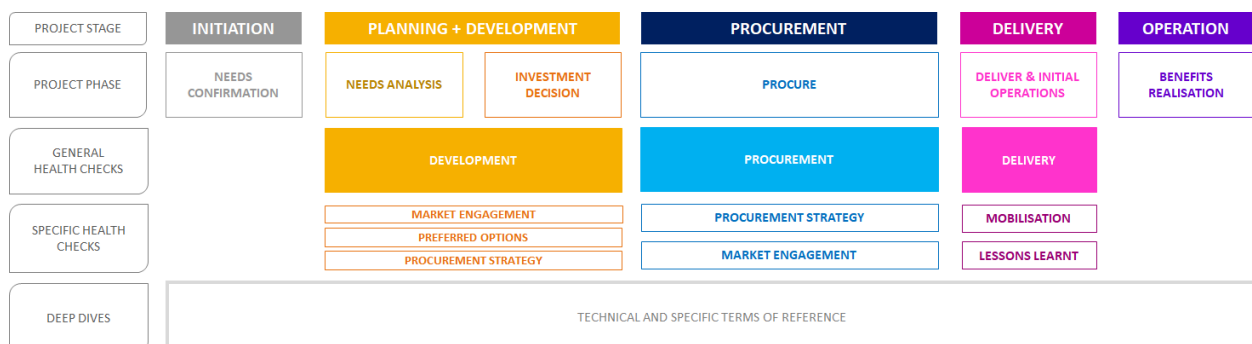 PROJECT STAGE
INITIATION
PLANNING + DEVELOPMENT
PROCUREMENT
DELIVERY
OPERATION
PROJECT PHASE
NEEDS
CONFIRMATION
NEEDS ANALYSIS
INVESTMENT
DECISION
PROCURE
DELIVER & INITIAL
OPERATIONS
BENEFITS
REALISATION
GENERAL
HEALTH CHECKS
DEVELOPMENT
PROCUREMENT
DELIVERY
SPECIFIC HEALTH
CHECKS
MARKET ENGAGEMENT
PREFERRED OPTIONS
PROCUREMENT STRATEGY
PROCUREMENT STRATEGY
MARKET ENGAGEMENT
MOBILISATION
LESSONS LEARNT
DEEP DIVES
TECHNICAL AND SPECIFIC TERMS OF REFERENCE